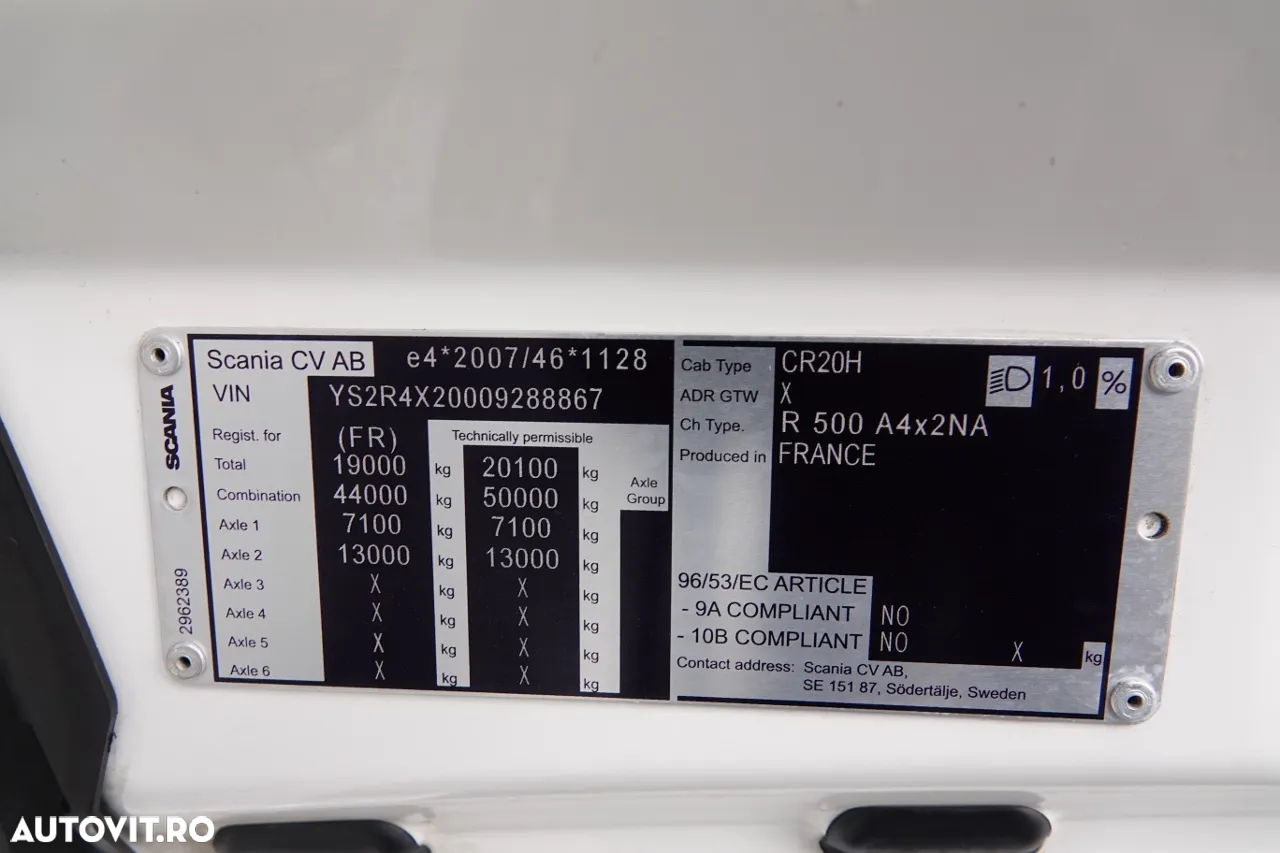 SCANIA
2962389
Scania CV AB e4*2007/46*1128
VIN YS2R4X20009288867
Regist. for (FR) Technically permissible
Total 19000 kg 20100 kg Axle Group
Combination 44000 kg 50000 kg
Axle 1 7100 kg 7100 kg
Axle 2 13000 kg 13000 kg
Axle 3 X kg X kg
Axle 4 X kg X kg
Axle 5 X kg X kg
Axle 6 X kg X kg
Cab Type CR20H 1,0 %
ADR GTW X
Ch Type. R 500 A4x2NA
Produced in FRANCE
96/53/EC ARTICLE
- 9A COMPLIANT NO
- 10B COMPLIANT NO X kg
Contact address: Scania CV AB,
SE 151 87, Södertälje, Sweden
AUTOVIT.RO